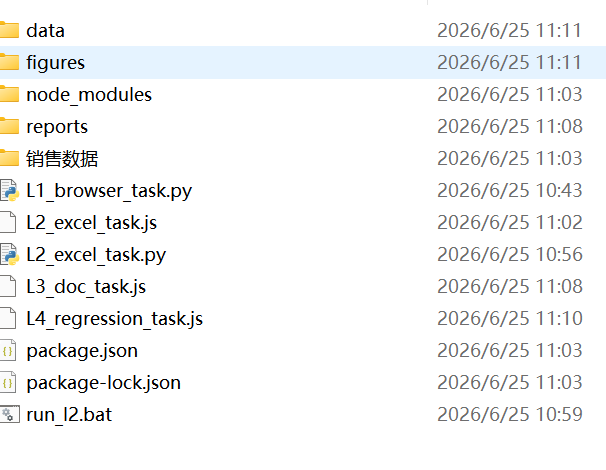 data 2026/6/25 11:11
figures 2026/6/25 11:11
node_modules 2026/6/25 11:03
reports 2026/6/25 11:08
销售数据 2026/6/25 11:03
L1_browser_task.py 2026/6/25 10:43
L2_excel_task.js 2026/6/25 11:02
L2_excel_task.py 2026/6/25 10:56
L3_doc_task.js 2026/6/25 11:08
L4_regression_task.js 2026/6/25 11:10
package.json 2026/6/25 11:03
package-lock.json 2026/6/25 11:03
run_l2.bat 2026/6/25 10:59